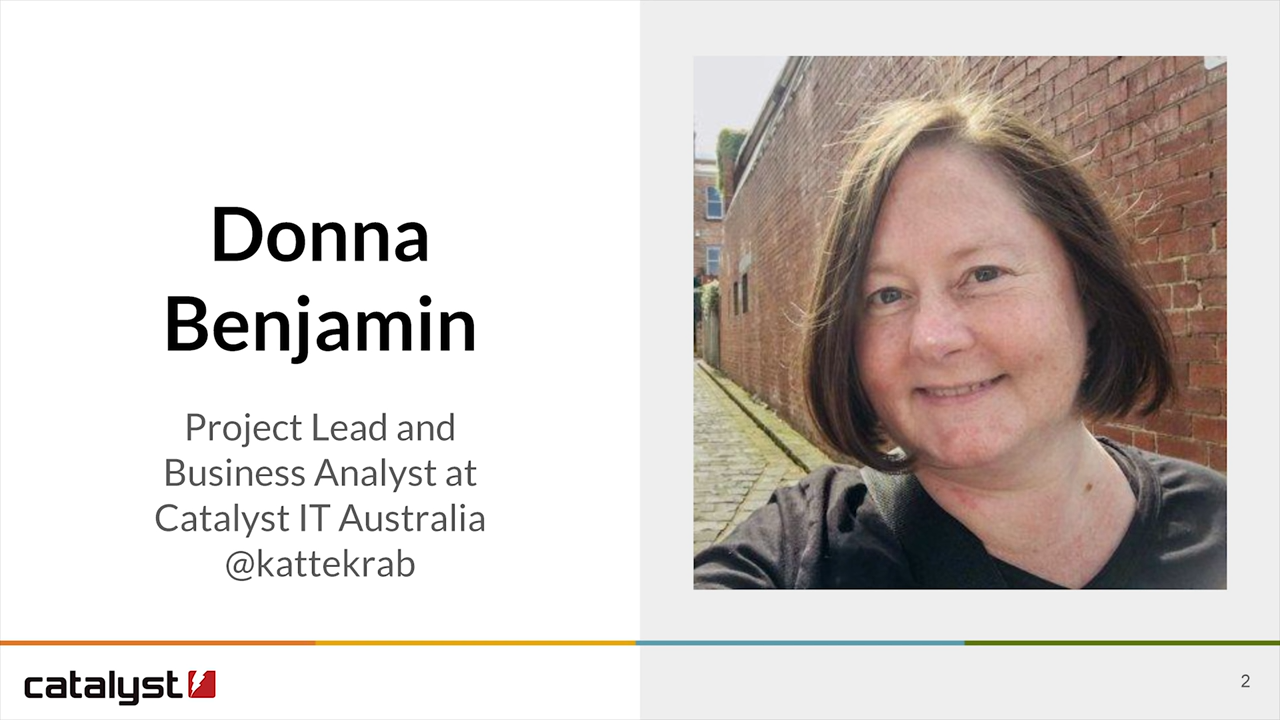 Donna
Benjamin
Project Lead and
Business Analyst at
Catalyst IT Australia
@kattekrab
catalyst
2